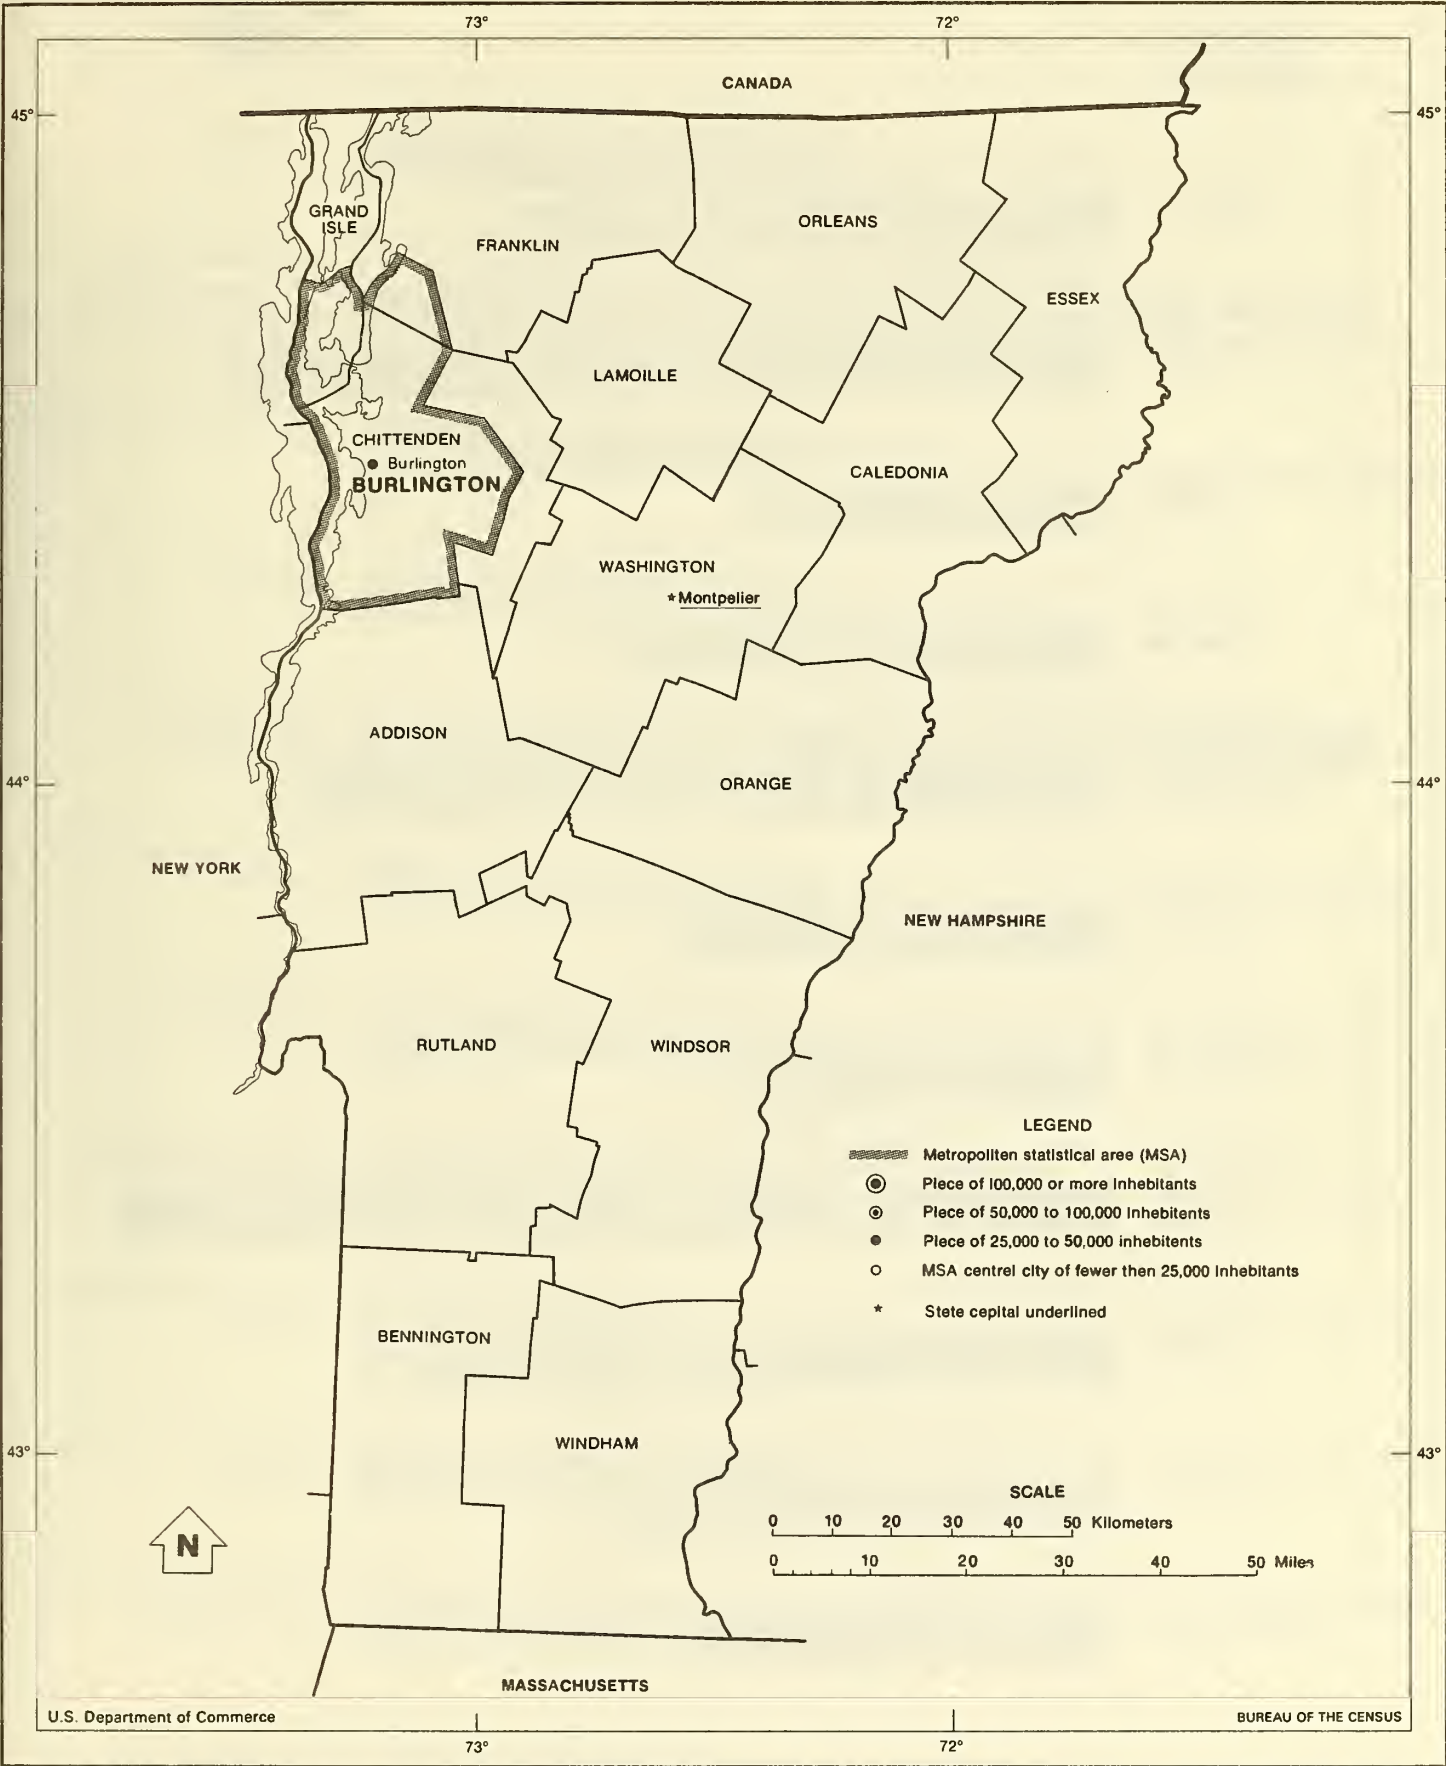 73° 72°
CANADA
45° 45°
GRAND
ISLE
ORLEANS
FRANKLIN
ESSEX
LAMOILLE
CHITTENDEN
Burlington
BURLINGTON
CALEDONIA
WASHINGTON
*Montpelier
ADDISON
44° 44°
ORANGE
NEW YORK
NEW HAMPSHIRE
RUTLAND
WINDSOR
LEGEND
Metropoliten statistical area (MSA)
Plece of 100,000 or more Inhebitants
Plece of 50,000 to 100,000 Inhebitents
Plece of 25,000 to 50,000 inhebitents
MSA centrel city of fewer then 25,000 Inhebitants
* Stete cepital underlined
BENNINGTON
WINDHAM
43° 43°
SCALE
0 10 20 30 40 50 Kilometers
0 10 20 30 40 50 Miles
N
MASSACHUSETTS
U.S. Department of Commerce
BUREAU OF THE CENSUS
73° 72°